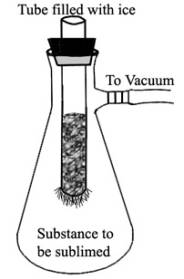 Tube filled with ice
To Vacuum
Substance to
be sublimed